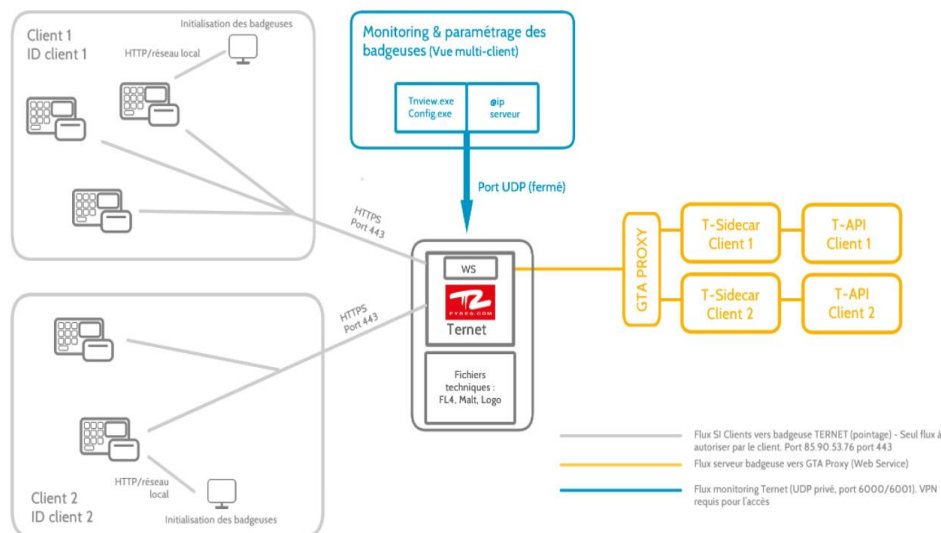 Client 1
ID client 1
Initialisation des badgeuses
HTTP/réseau local
Monitoring & paramétrage des
badgeuses (Vue multi-client)
Tnview.exe
Config.exe
@ip
serveur
Port UDP (fermé)
HTTPS
Port 443
WS
PYRES.COM
Ternet
Fichiers
techniques :
FL4, Malt, Logo
GTA PROXY
T-Sidecar
Client 1
T-API
Client 1
T-Sidecar
Client 2
T-API
Client 2
HTTPS
Port 443
HTTP/réseau
local
Initialisation des badgeuses
Client 2
ID client 2
Flux SI Clients vers badgeuse TERNET (pointage) - Seul flux à
autoriser par le client. Port 85.90.53.76 port 443
Flux serveur badgeuse vers GTA Proxy (Web Service)
Flux monitoring Ternet (UDP privé, port 6000/6001). VPN
requis pour l'accès